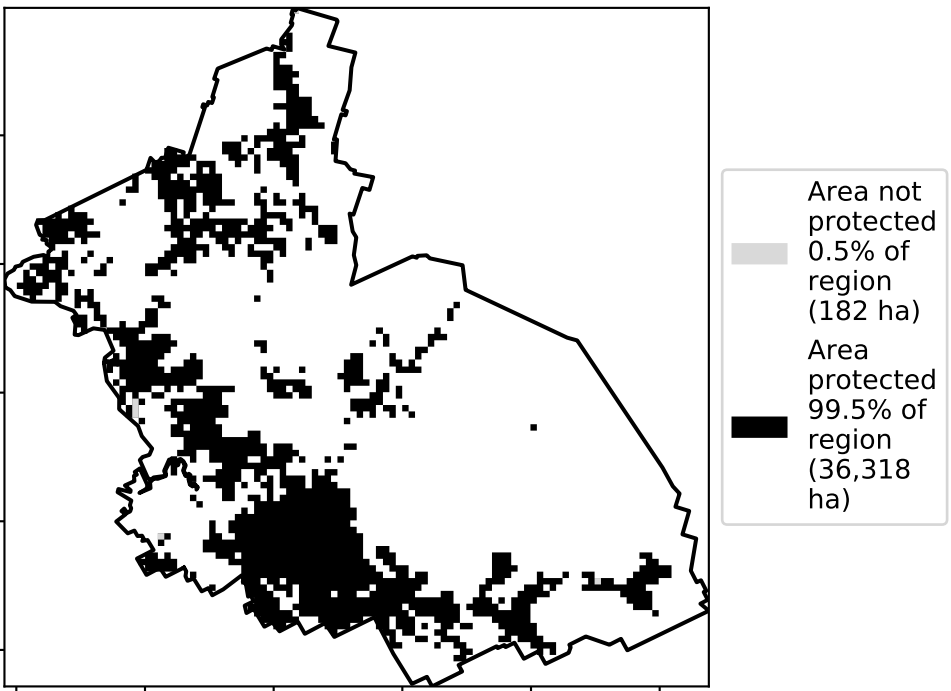 Area not
protected
0.5% of
region
(182 ha)
Area
protected
99.5% of
region
(36,318
ha)